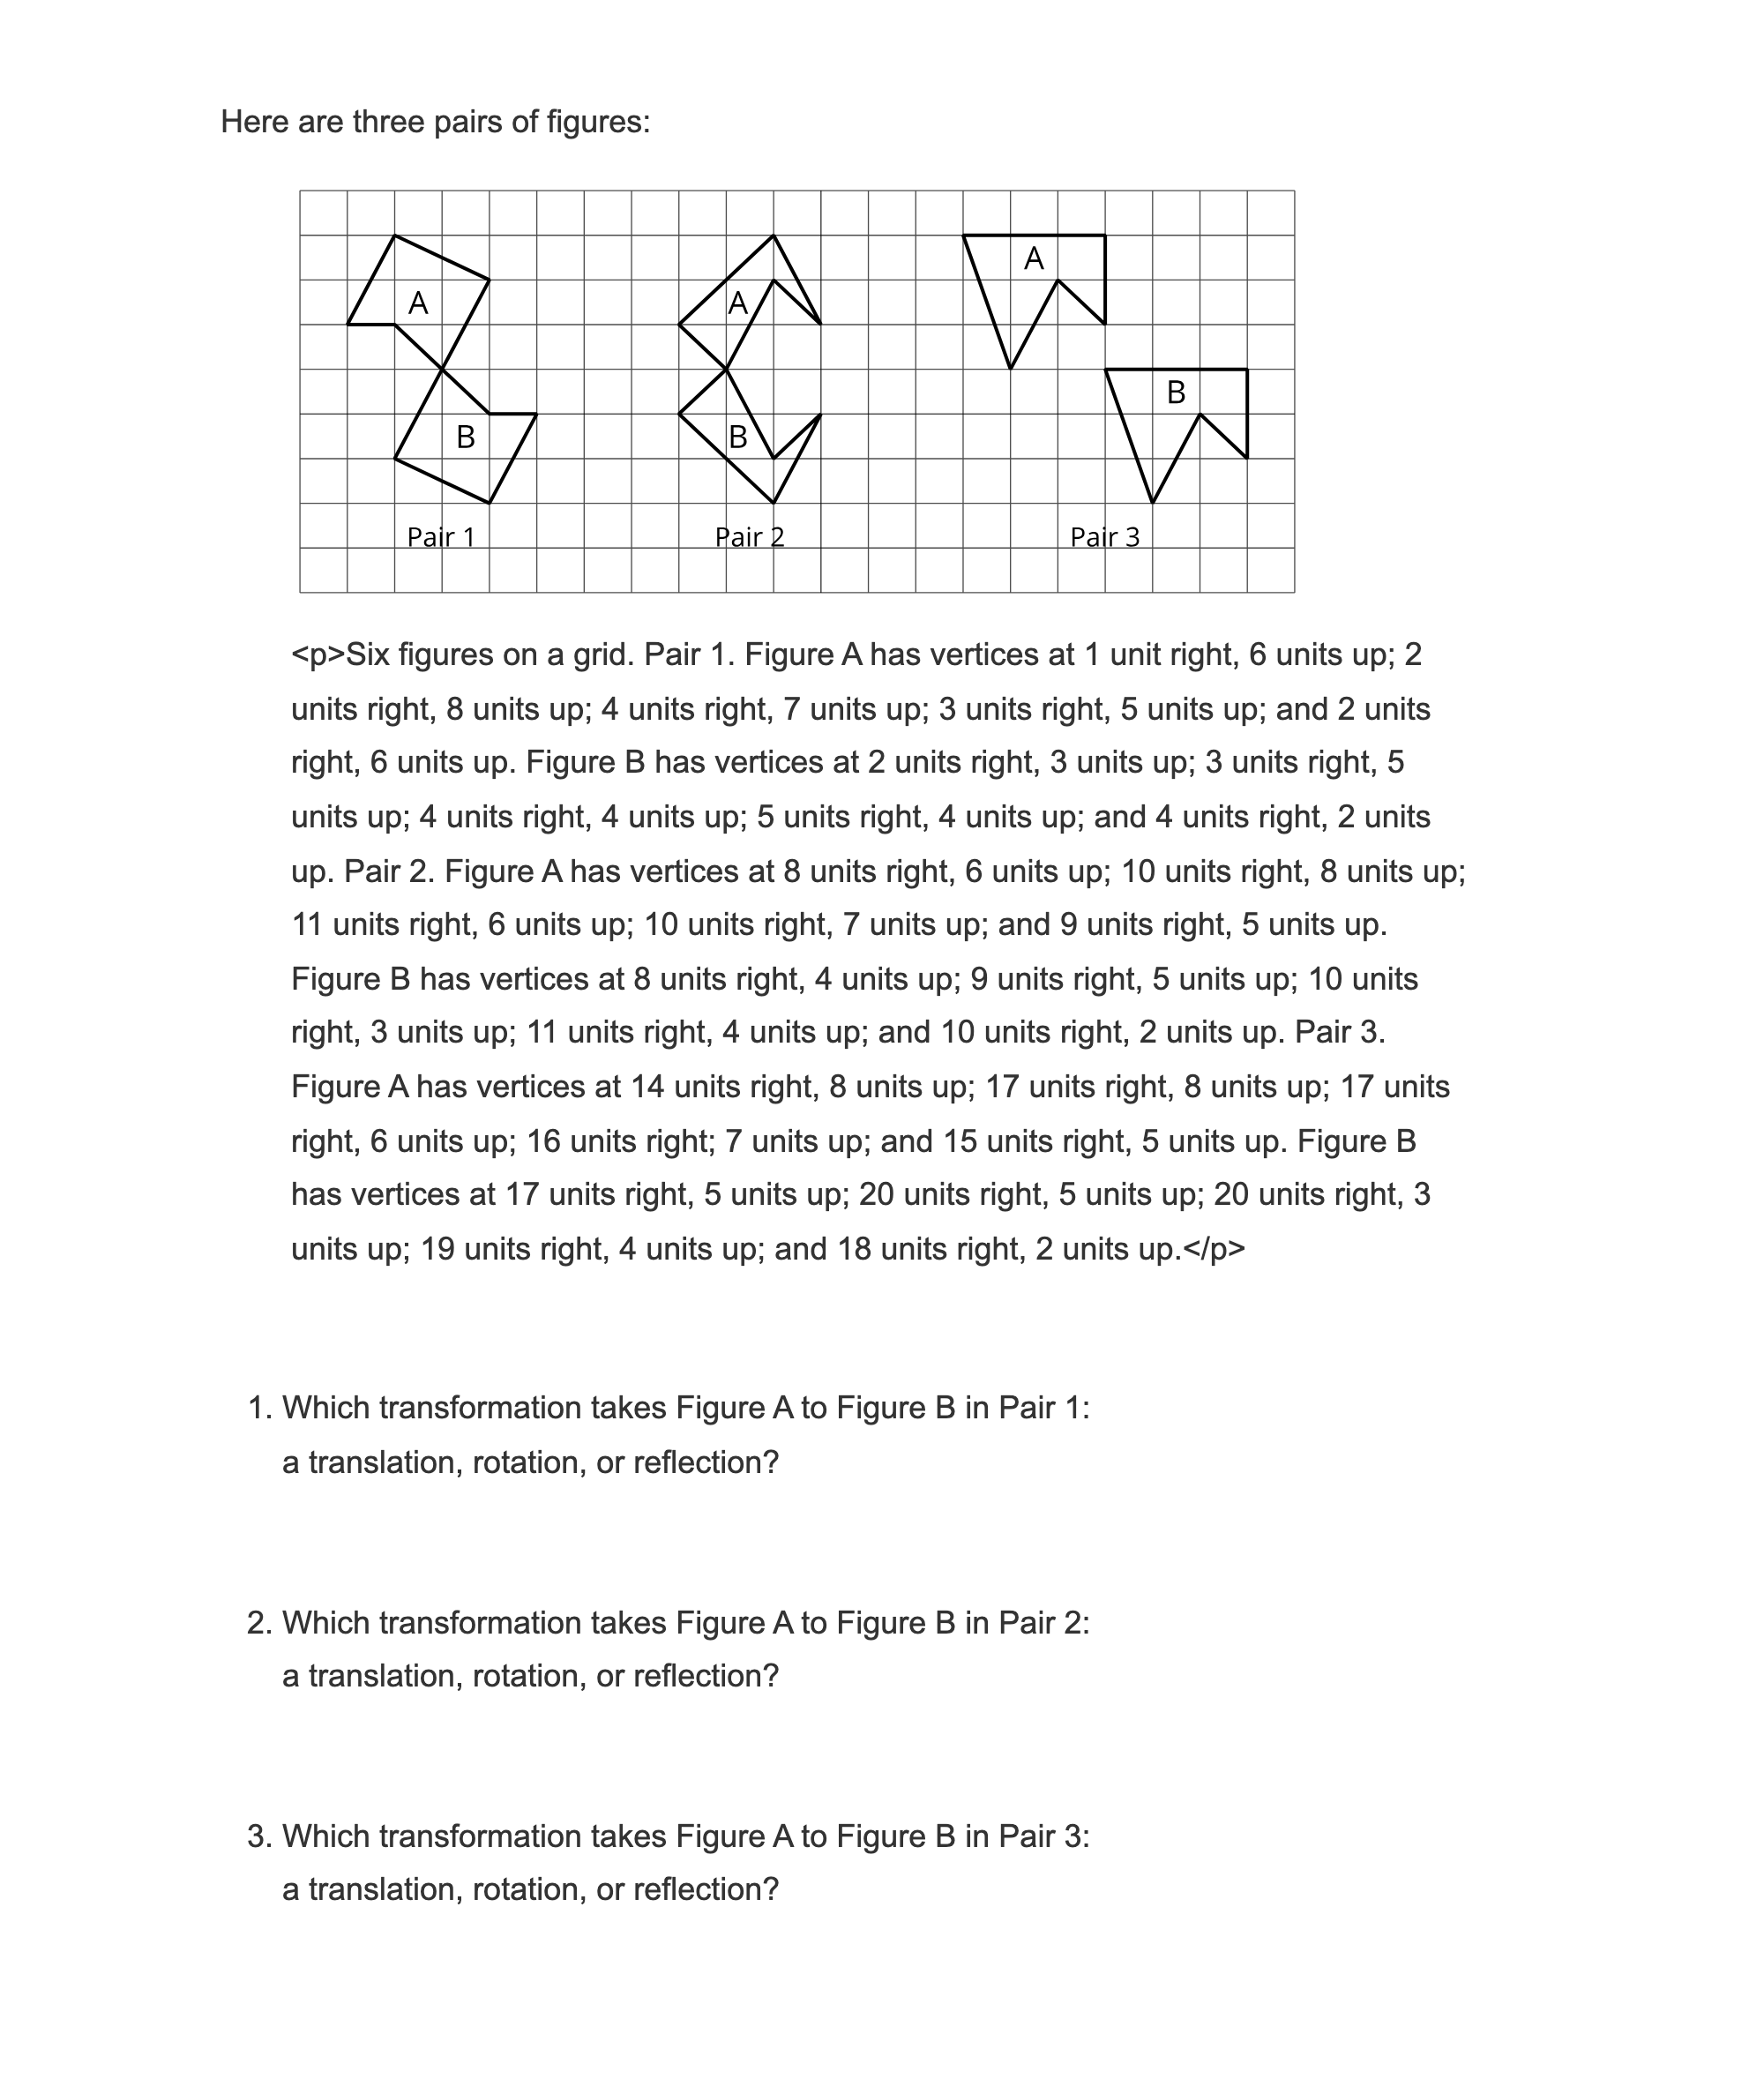 Here are three pairs of figures:
A
A
A
B
B
B
Pair 1
Pair 2
Pair 3
<p>Six figures on a grid. Pair 1. Figure A has vertices at 1 unit right, 6 units up; 2
units right, 8 units up; 4 units right, 7 units up; 3 units right, 5 units up; and 2 units
right, 6 units up. Figure B has vertices at 2 units right, 3 units up; 3 units right, 5
units up; 4 units right, 4 units up; 5 units right, 4 units up; and 4 units right, 2 units
up. Pair 2. Figure A has vertices at 8 units right, 6 units up; 10 units right, 8 units up;
11 units right, 6 units up; 10 units right, 7 units up; and 9 units right, 5 units up.
Figure B has vertices at 8 units right, 4 units up; 9 units right, 5 units up; 10 units
right, 3 units up; 11 units right, 4 units up; and 10 units right, 2 units up. Pair 3.
Figure A has vertices at 14 units right, 8 units up; 17 units right, 8 units up; 17 units
right, 6 units up; 16 units right; 7 units up; and 15 units right, 5 units up. Figure B
has vertices at 17 units right, 5 units up; 20 units right, 5 units up; 20 units right, 3
units up; 19 units right, 4 units up; and 18 units right, 2 units up.</p>
1. Which transformation takes Figure A to Figure B in Pair 1:
a translation, rotation, or reflection?
2. Which transformation takes Figure A to Figure B in Pair 2:
a translation, rotation, or reflection?
3. Which transformation takes Figure A to Figure B in Pair 3:
a translation, rotation, or reflection?